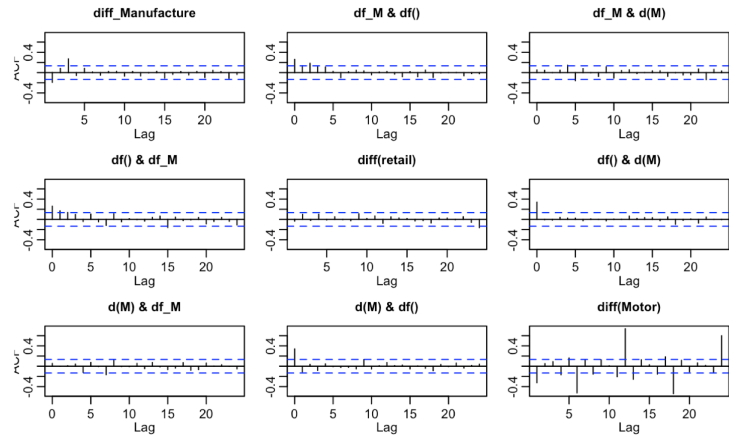 diff_Manufacture df_M & df() df_M & d(M)
ACF
0.4
-0.4
5 10 15 20
Lag
0.4
-0.4
0 5 10 15 20
Lag
0.4
-0.4
0 5 10 15 20
Lag
df() & df_M diff(retail) df() & d(M)
ACF
0.4
-0.4
0 5 10 15 20
Lag
0.4
-0.4
5 10 15 20
Lag
0.4
-0.4
0 5 10 15 20
Lag
d(M) & df_M d(M) & df() diff(Motor)
ACF
0.4
-0.4
0 5 10 15 20
Lag
0.4
-0.4
0 5 10 15 20
Lag
0.4
-0.4
5 10 15 20
Lag